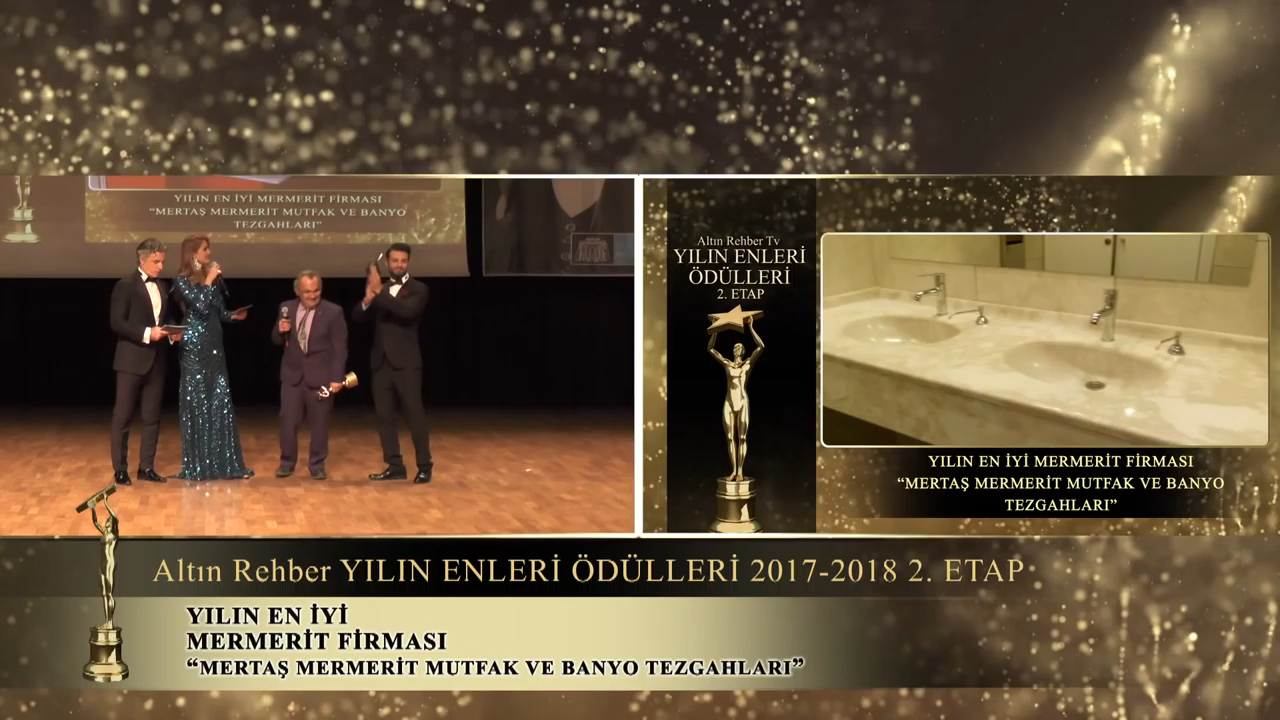 YILIN EN İYİ MERMERİT FİRMASI
“MERTAŞ MERMERİT MUTFAK VE BANYO
TEZGAHLARI”
Altın Rehber Tv
YILIN ENLERİ
ÖDÜLLERİ
2. ETAP
YILIN EN İYİ MERMERİT FİRMASI
“MERTAŞ MERMERİT MUTFAK VE BANYO
TEZGAHLARI”
Altın Rehber YILIN ENLERİ ÖDÜLLERİ 2017-2018 2. ETAP
YILIN EN İYİ
MERMERİT FİRMASI
“MERTAŞ MERMERİT MUTFAK VE BANYO TEZGAHLARI”